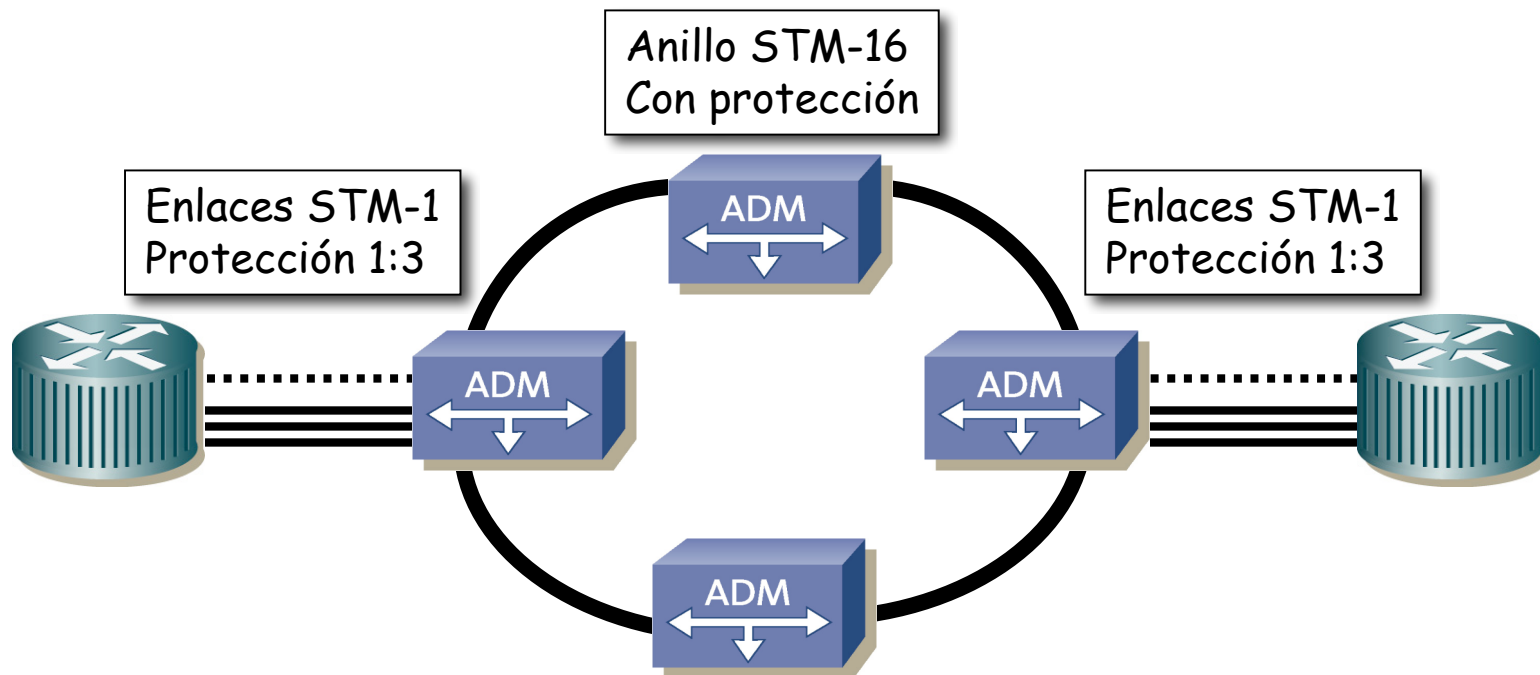 Anillo STM-16
Con protección
Enlaces STM-1
Protección 1:3
Enlaces STM-1
Protección 1:3
ADM
ADM
ADM
ADM